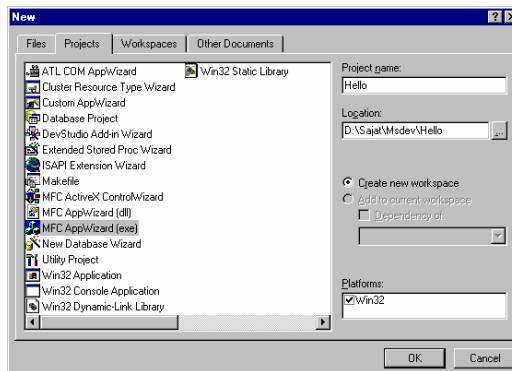 New
Files
Projects
Workspaces
Other Documents
ATL COM AppWizard
Cluster Resource Type Wizard
Custom AppWizard
Database Project
DevStudio Add-in Wizard
Extended Stored Proc Wizard
ISAPI Extension Wizard
Makefile
MFC ActiveX ControlWizard
MFC AppWizard (dll)
MFC AppWizard (exe)
New Database Wizard
Utility Project
Win32 Application
Win32 Console Application
Win32 Dynamic-Link Library
Win32 Static Library
Project name:
Hello
Location:
D:\Sajat\Msdev\Hello
...
Create new workspace
Add to current workspace
Dependency of:
Platforms:
Win32
OK
Cancel